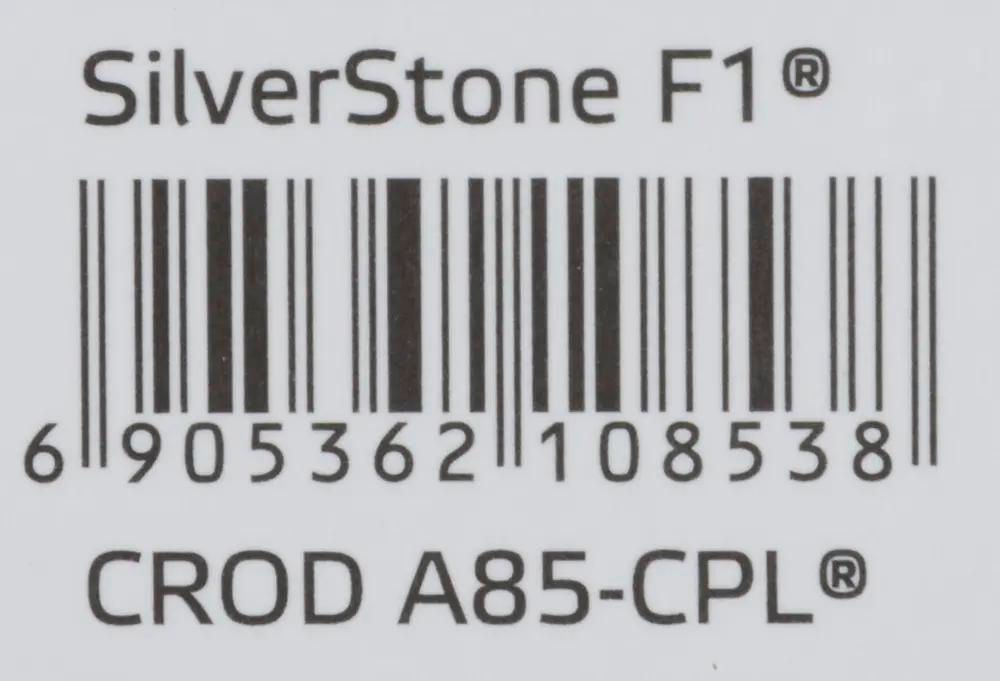 SilverStone F1®
6 905362 108538
CROD A85-CPL®